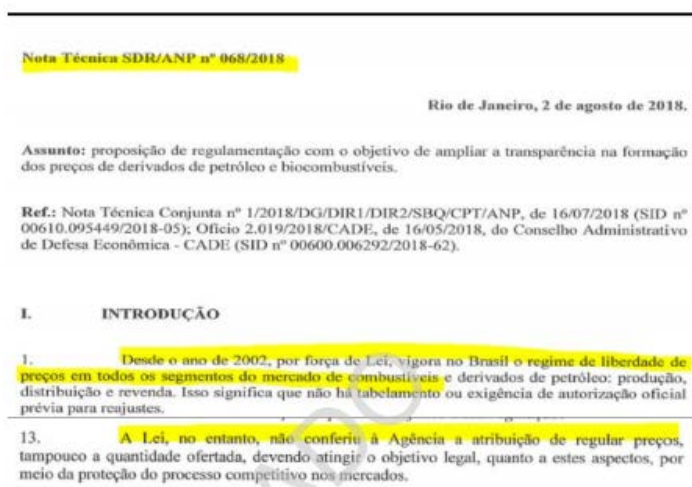 Nota Técnica SDR/ANP nº 068/2018
Rio de Janeiro, 2 de agosto de 2018.
Assunto: proposição de regulamentação com o objetivo de ampliar a transparência na formação
dos preços de derivados de petróleo e biocombustíveis.
Ref.: Nota Técnica Conjunta nº 1/2018/DG/DIR1/DIR2/SBQ/CPT/ANP, de 16/07/2018 (SID nº
00610.095449/2018-05); Ofício 2.019/2018/CADE, de 16/05/2018, do Conselho Administrativo
de Defesa Econômica - CADE (SID nº 00600.006292/2018-62).
I. INTRODUÇÃO
1. Desde o ano de 2002, por força de Lei, vigora no Brasil o regime de liberdade de
preços em todos os segmentos do mercado de combustíveis e derivados de petróleo: produção,
distribuição e revenda. Isso significa que não há tabelamento ou exigência de autorização oficial
prévia para reajustes.
13. A Lei, no entanto, não conferiu à Agência a atribuição de regular preços,
tampouco a quantidade ofertada, devendo atingir o objetivo legal, quanto a estes aspectos, por
meio da proteção do processo competitivo nos mercados.